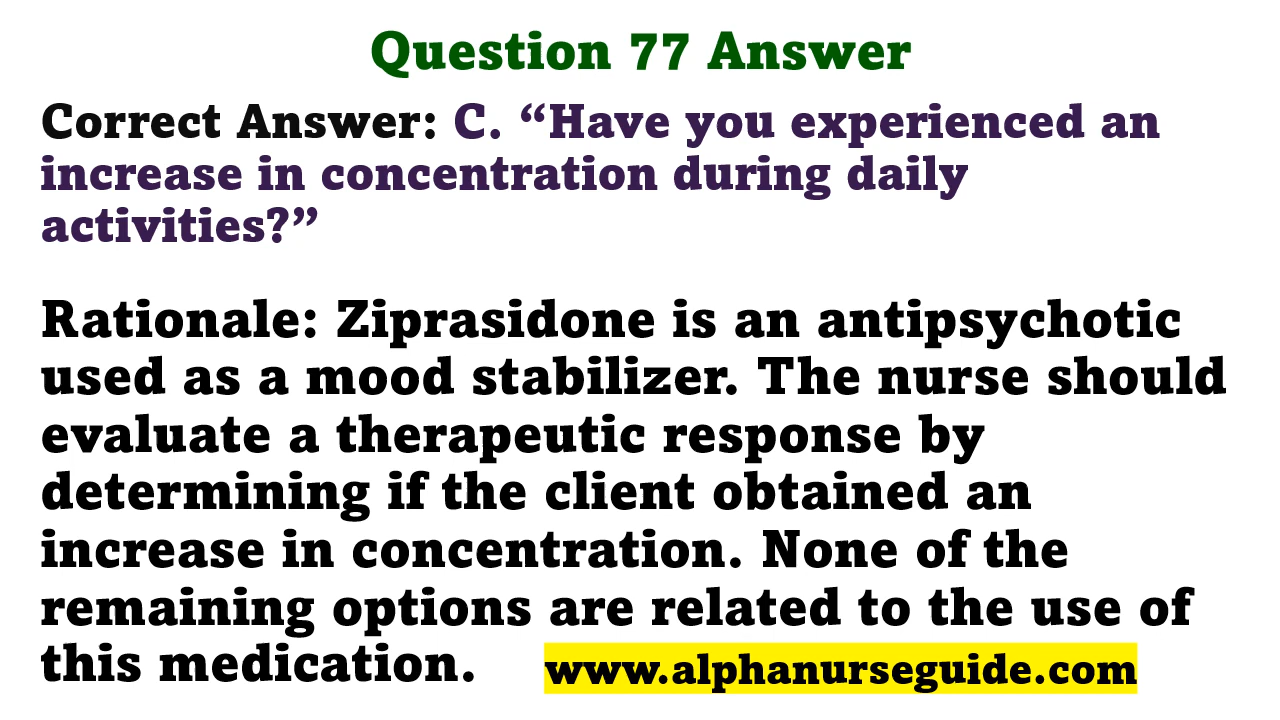 Question 77 Answer
Correct Answer: C. “Have you experienced an
increase in concentration during daily
activities?”
Rationale: Ziprasidone is an antipsychotic
used as a mood stabilizer. The nurse should
evaluate a therapeutic response by
determining if the client obtained an
increase in concentration. None of the
remaining options are related to the use of
this medication. www.alphanurseguide.com